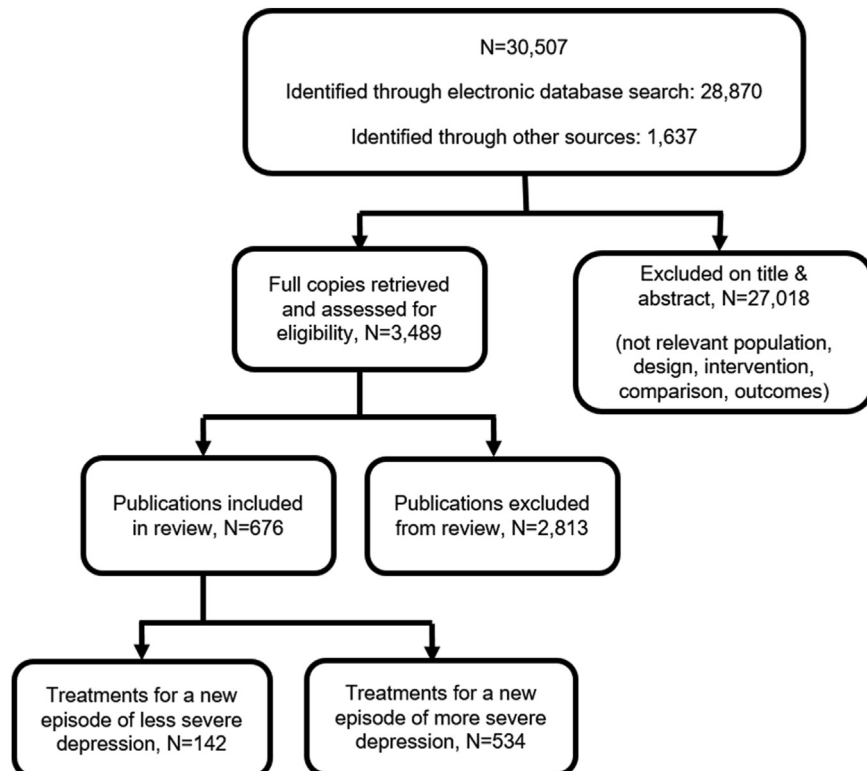 N=30,507
Identified through electronic database search: 28,870
Identified through other sources: 1,637
Full copies retrieved
and assessed for
eligibility, N=3,489
Excluded on title &
abstract, N=27,018
(not relevant population,
design, intervention,
comparison, outcomes)
Publications included
in review, N=676
Publications excluded
from review, N=2,813
Treatments for a new
episode of less severe
depression, N=142
Treatments for a new
episode of more severe
depression, N=534